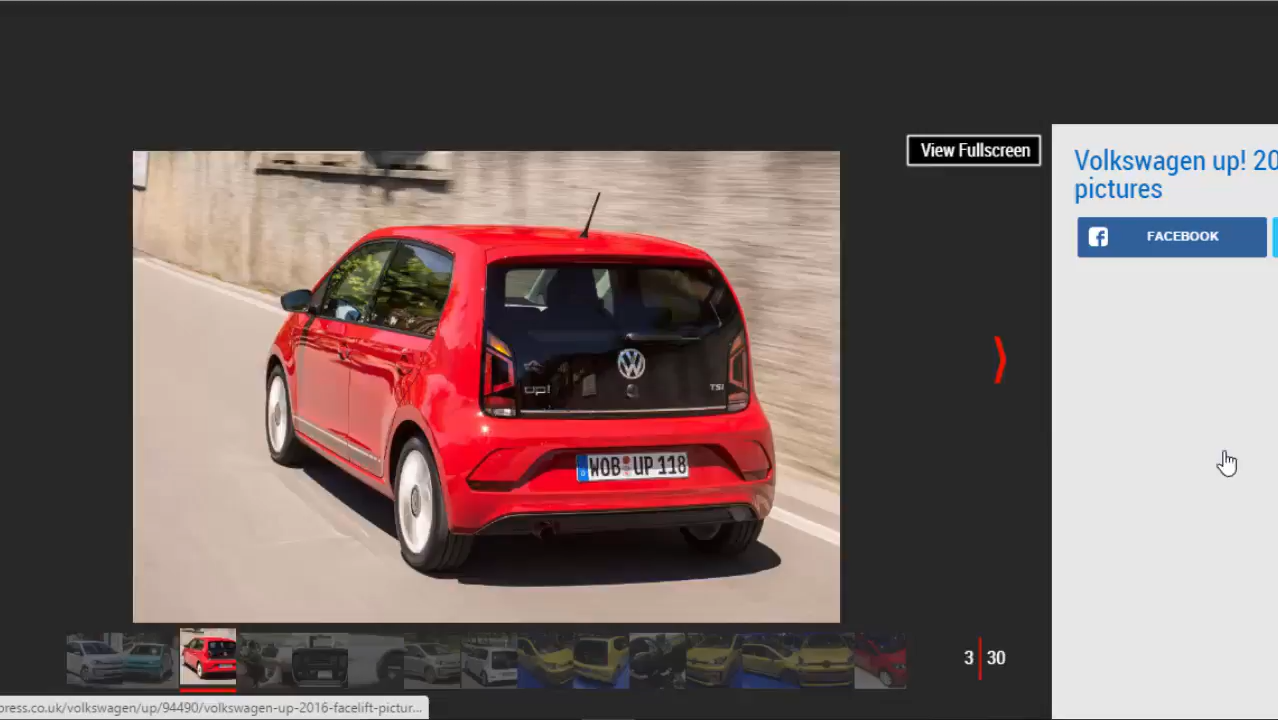 View Fullscreen
Volkswagen up! 20
pictures
FACEBOOK
up!
TSI
WOB UP 118
3 30
press.co.uk/volkswagen/up/94490/volkswagen-up-2016-facelift-pictur...